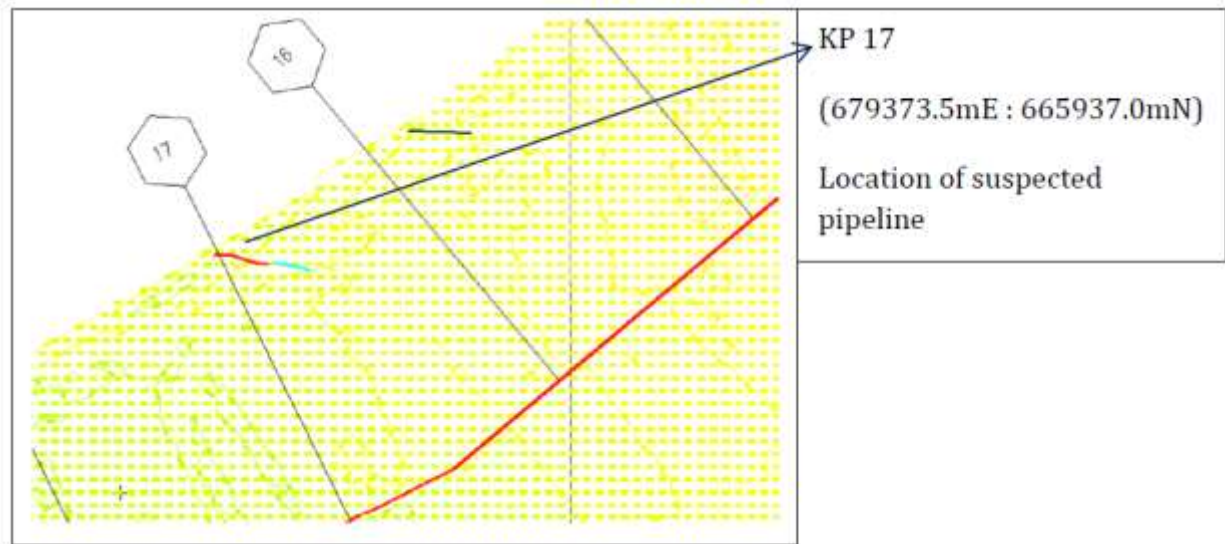 16
17
KP 17
(679373.5mE : 665937.0mN)
Location of suspected
pipeline